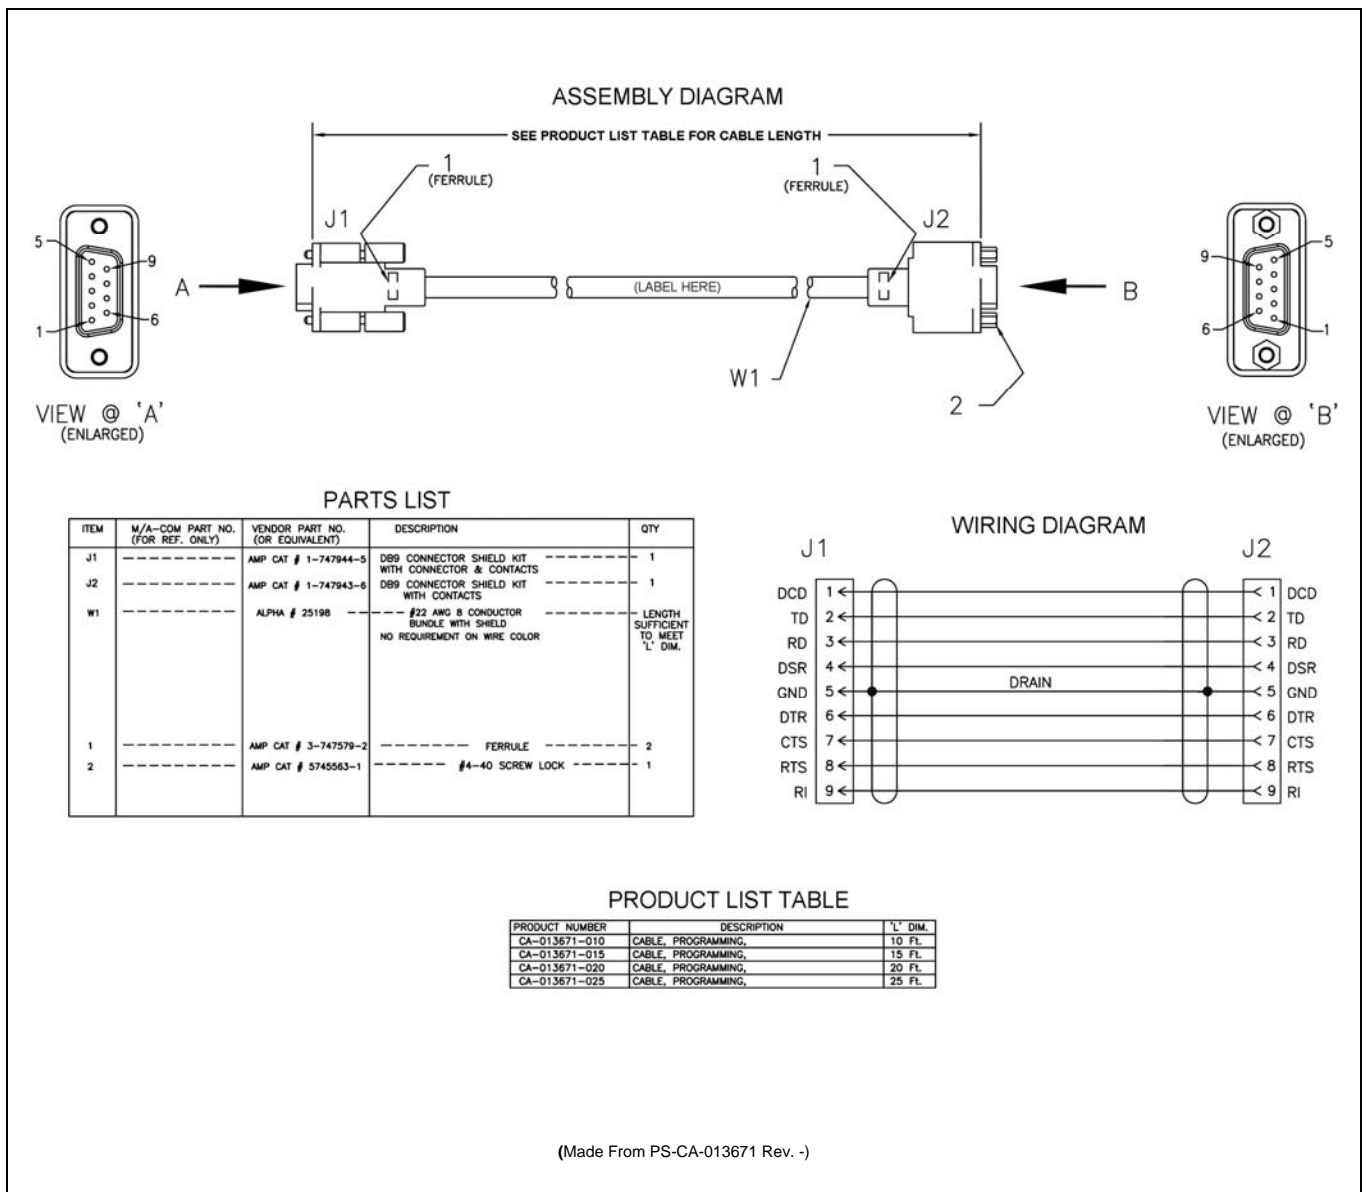 ASSEMBLY DIAGRAM
SEE PRODUCT LIST TABLE FOR CABLE LENGTH
1
(FERRULE)
1
(FERRULE)
J1
J2
5
9
1
6
A
(LABEL HERE)
B
9
5
6
1
W1
2
VIEW @ 'A'
(ENLARGED)
VIEW @ 'B'
(ENLARGED)
PARTS LIST
ITEM M/A-COM PART NO. (FOR REF. ONLY) VENDOR PART NO. (OR EQUIVALENT) DESCRIPTION QTY
J1 AMP CAT # 1-747944-5 DB9 CONNECTOR SHIELD KIT 1
WITH CONNECTOR & CONTACTS
J2 AMP CAT # 1-747943-6 DB9 CONNECTOR SHIELD KIT 1
WITH CONTACTS
W1 ALPHA # 25198 #22 AWG 8 CONDUCTOR LENGTH
BUNDLE WITH SHIELD SUFFICIENT
NO REQUIREMENT ON WIRE COLOR TO MEET
'L' DIM.
1 AMP CAT # 3-747579-2 FERRULE 2
2 AMP CAT # 5745563-1 #4-40 SCREW LOCK 1
WIRING DIAGRAM
J1 J2
DCD 1 1 DCD
TD 2 2 TD
RD 3 3 RD
DSR 4 4 DSR
GND 5 DRAIN 5 GND
DTR 6 6 DTR
CTS 7 7 CTS
RTS 8 8 RTS
RI 9 9 RI
PRODUCT LIST TABLE
PRODUCT NUMBER DESCRIPTION 'L' DIM.
CA-013671-010 CABLE, PROGRAMMING, 10 Ft.
CA-013671-015 CABLE, PROGRAMMING, 15 Ft.
CA-013671-020 CABLE, PROGRAMMING, 20 Ft.
CA-013671-025 CABLE, PROGRAMMING, 25 Ft.
(Made From PS-CA-013671 Rev. -)